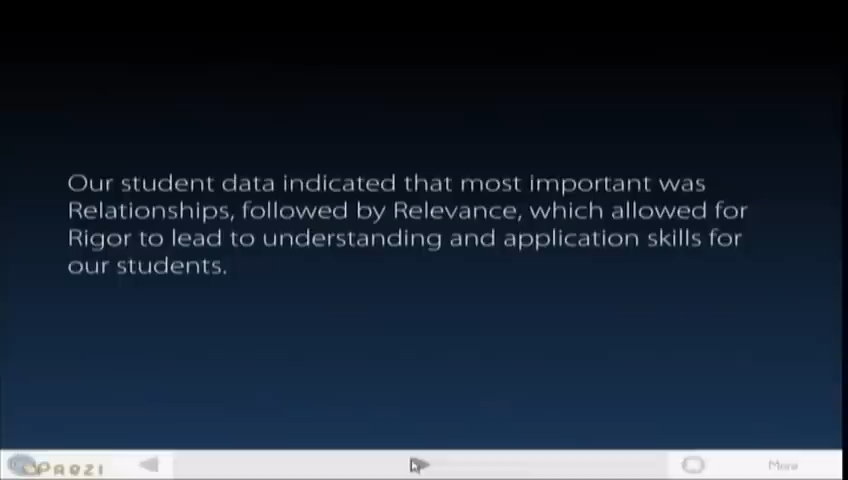 Our student data indicated that most important was
Relationships, followed by Relevance, which allowed for
Rigor to lead to understanding and application skills for
our students.
PREZI
More